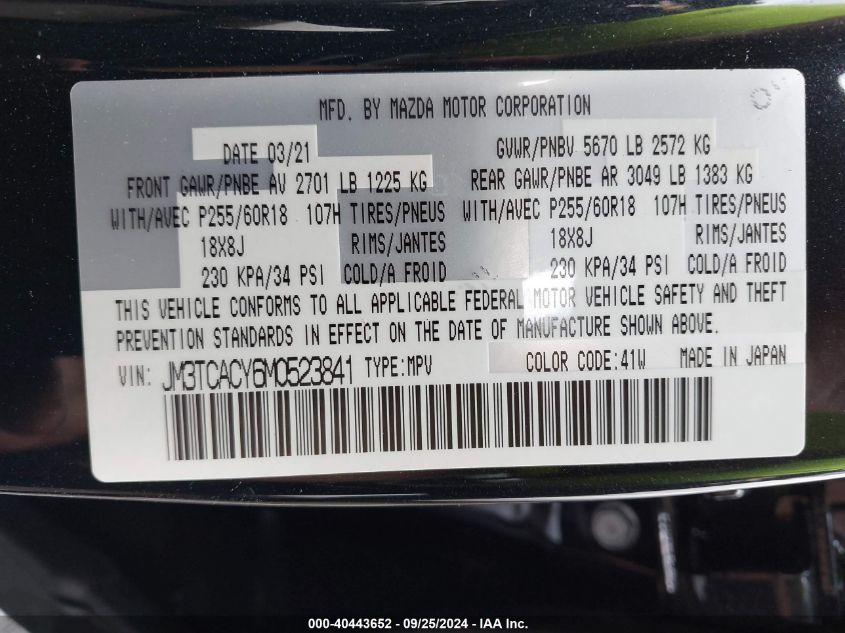 MFD. BY MAZDA MOTOR CORPORATION
DATE 03/21 GVWR/PNBV 5670 LB 2572 KG
FRONT GAWR/PNBE AV 2701 LB 1225 KG REAR GAWR/PNBE AR 3049 LB 1383 KG
WITH/AVEC P255/60R18 107H TIRES/PNEUS WITH/AVEC P255/60R18 107H TIRES/PNEUS
18X8J RIMS/JANTES 18X8J RIMS/JANTES
230 KPA/34 PSI COLD/A FROID 230 KPA/34 PSI COLD/A FROID
THIS VEHICLE CONFORMS TO ALL APPLICABLE FEDERAL MOTOR VEHICLE SAFETY AND THEFT
PREVENTION STANDARDS IN EFFECT ON THE DATE OF MANUFACTURE SHOWN ABOVE.
VIN: JM3TCACY6M0523841 TYPE:MPV COLOR CODE:41W MADE IN JAPAN
000-40443652 - 09/25/2024 - IAA Inc.